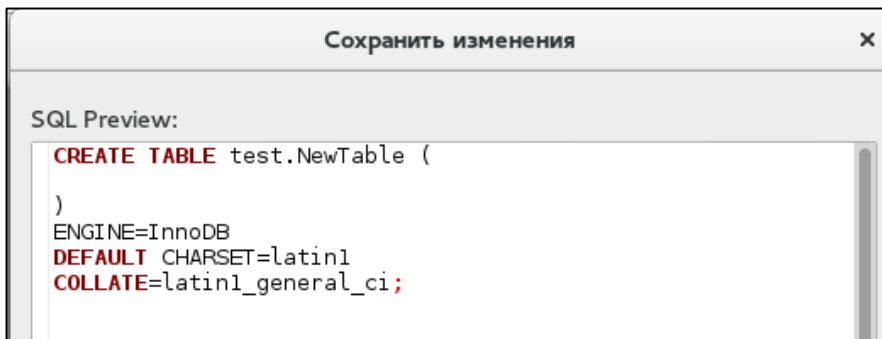 Сохранить изменения
SQL Preview:
CREATE TABLE test.NewTable (
)
ENGINE=InnoDB
DEFAULT CHARSET=latin1
COLLATE=latin1_general_ci;